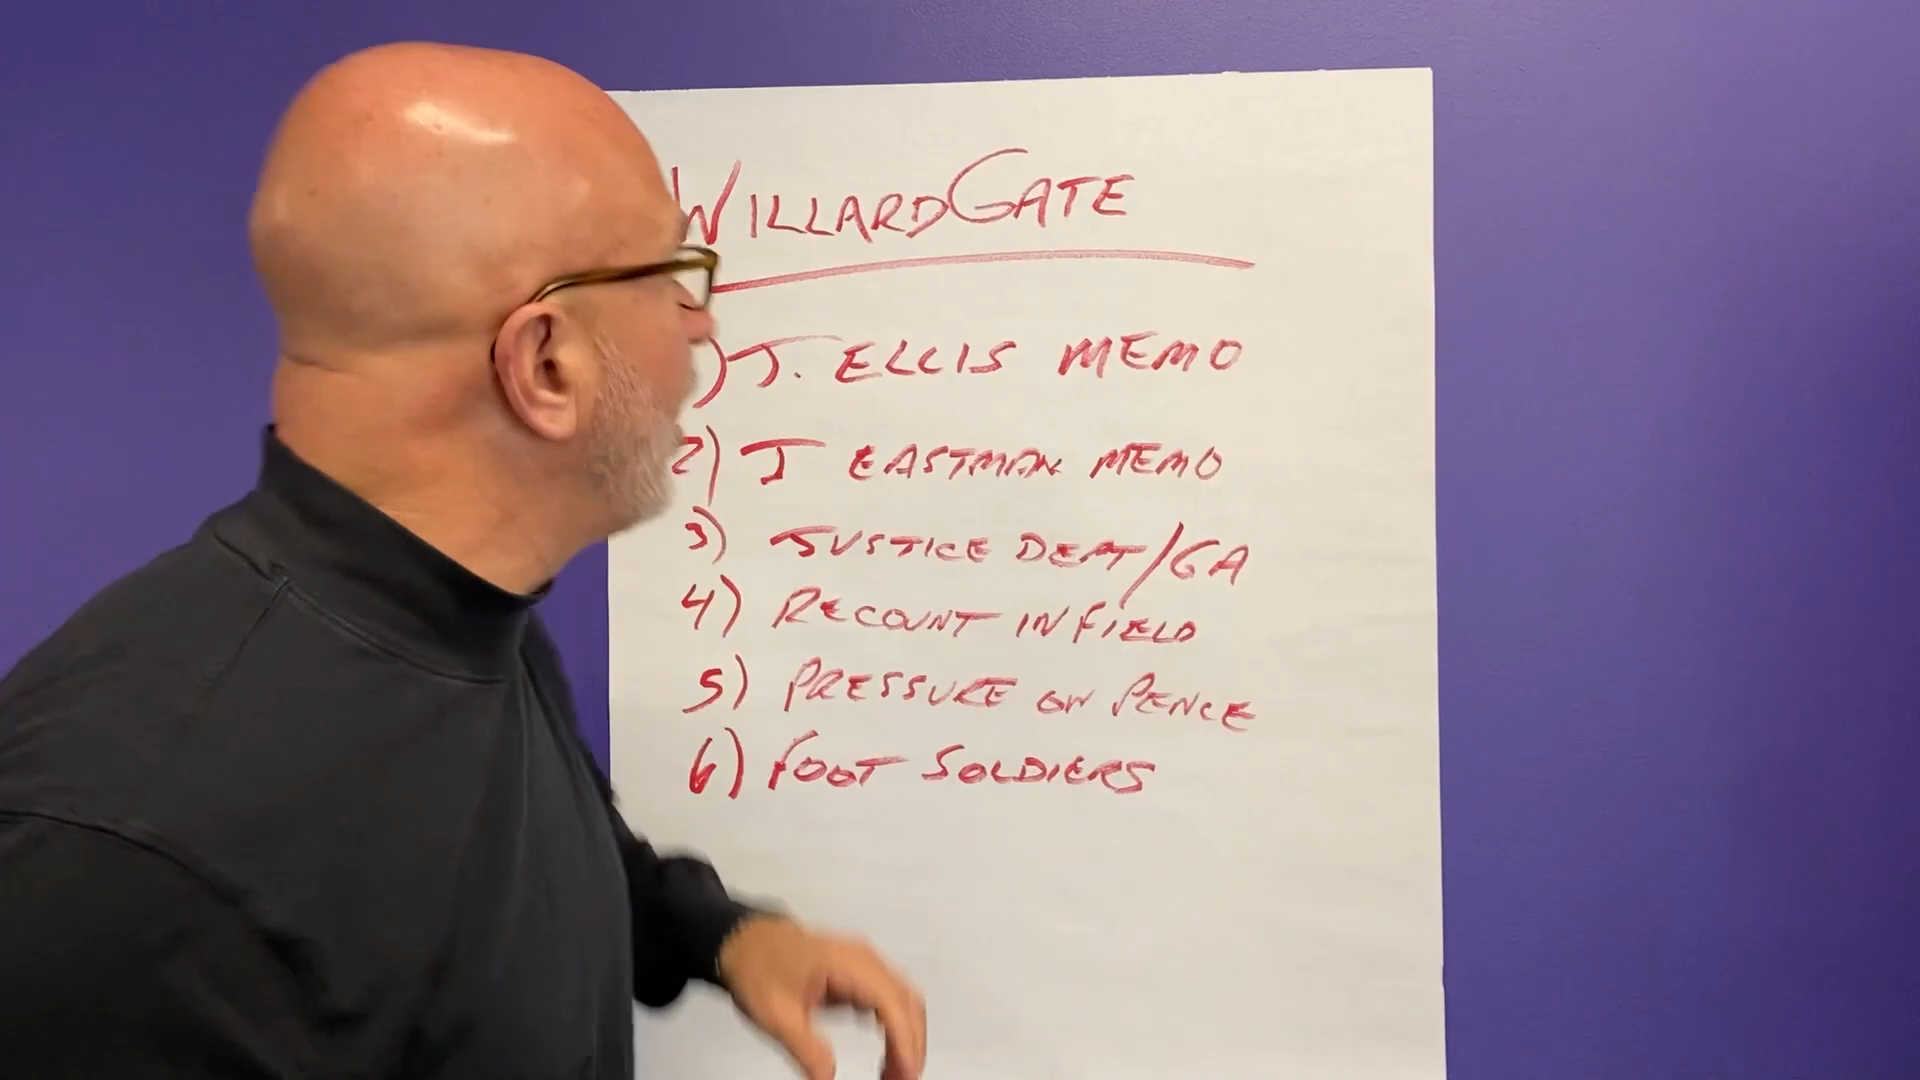 WILLARDGATE
) J. ELLIS MEMO
2) J EASTMAN MEMO
3) JUSTICE DEPT/GA
4) RECOUNT IN FIELD
5) PRESSURE ON PENCE
6) FOOT SOLDIERS